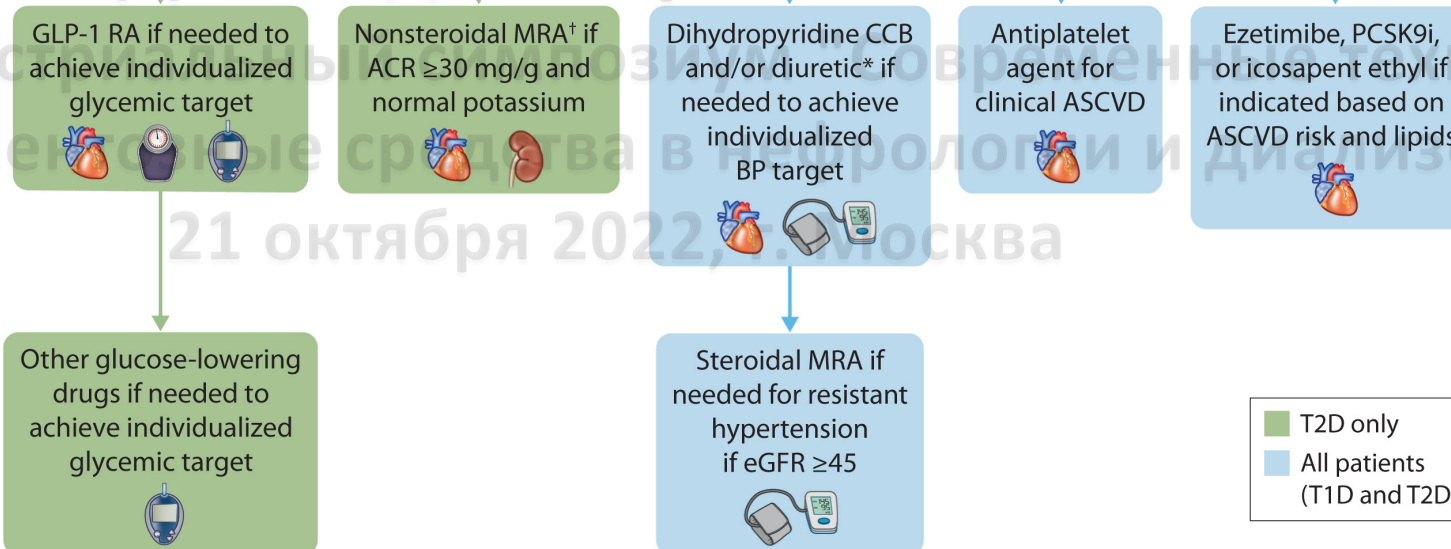 GLP-1 RA if needed to
achieve individualized
glycemic target
Nonsteroidal MRA† if
ACR ≥30 mg/g and
normal potassium
Dihydropyridine CCB
and/or diuretic* if
needed to achieve
individualized
BP target
Antiplatelet
agent for
clinical ASCVD
Ezetimibe, PCSK9i,
or icosapent ethyl if
indicated based on
ASCVD risk and lipids
Other glucose-lowering
drugs if needed to
achieve individualized
glycemic target
Steroidal MRA if
needed for resistant
hypertension
if eGFR ≥45
T2D only
All patients
(T1D and T2D
симпозиум "Современные
средства в нефрологии и
21 октября 2022, г. Москва